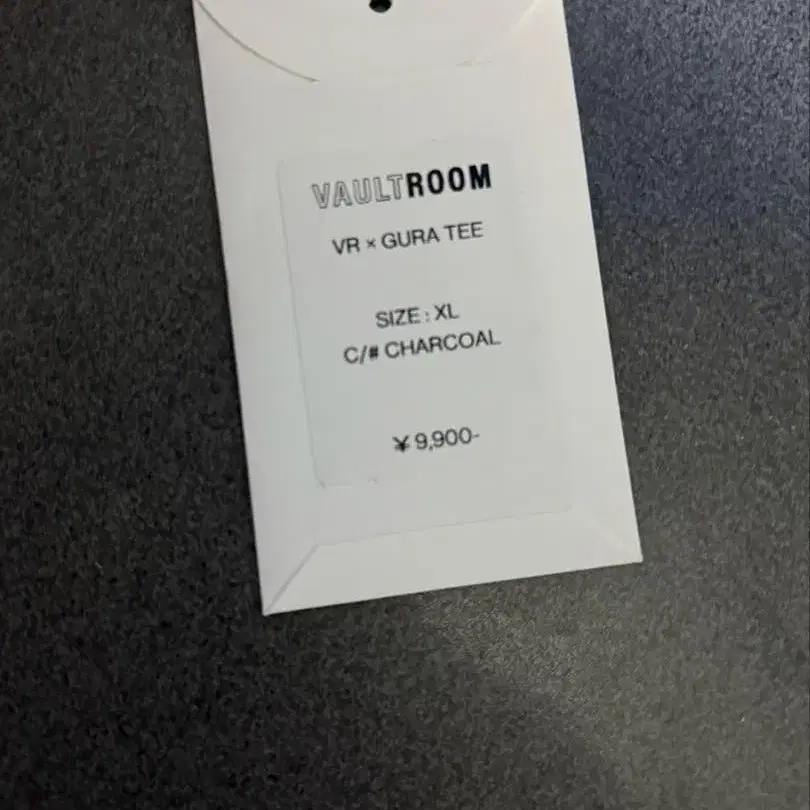 VAULTROOM
VR × GURA TEE
SIZE : XL
C/# CHARCOAL
¥ 9,900-